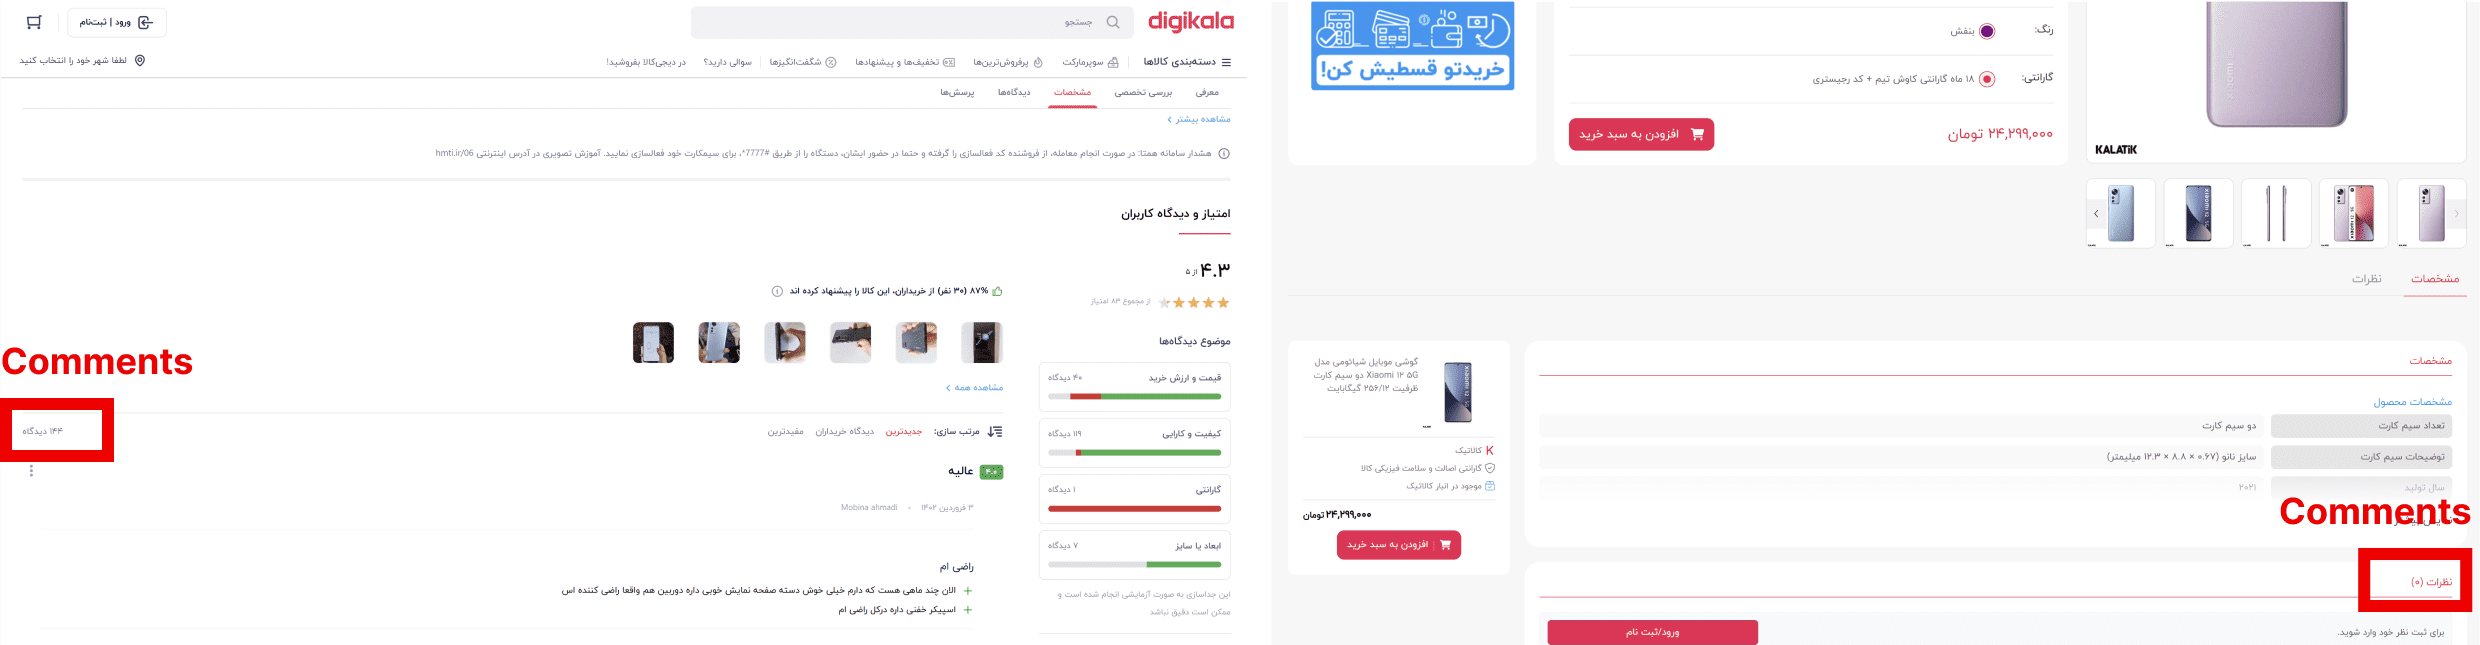 digikala
جستجو
ورود | ثبت‌نام
دسته‌بندی کالاها
سوپرمارکت
پرفروش‌ترین‌ها
تخفیف‌ها و پیشنهادها
شگفت‌انگیزها
سوالی دارید؟
در دیجی‌کالا بفروشید!
لطفا شهر خود را انتخاب کنید
معرفی
بررسی تخصصی
مشخصات
دیدگاه‌ها
پرسش‌ها
مشاهده بیشتر
هشدار سامانه همتا: در صورت انجام معامله، از فروشنده کد فعالسازی را گرفته و حتما در حضور ایشان، دستگاه را از طریق #7777*، برای سیمکارت خود فعالسازی نمایید. آموزش تصویری در آدرس اینترنتی hmti.ir/06
امتیاز و دیدگاه کاربران
۴.۳ از ۵
از مجموع ۸۳ امتیاز
۸۷% (۳۰ نفر) از خریداران، این کالا را پیشنهاد کرده اند
موضوع دیدگاه‌ها
قیمت و ارزش خرید
۴۰ دیدگاه
کیفیت و کارایی
۱۱۹ دیدگاه
گارانتی
۱ دیدگاه
ابعاد یا سایز
۷ دیدگاه
این جداسازی به صورت آزمایشی انجام شده است و
ممکن است دقیق نباشد
مشاهده همه
Comments
مرتب سازی:
جدیدترین
دیدگاه خریداران
مفیدترین
۱۴۴ دیدگاه
۴.۰
عالیه
۳ فروردین ۱۴۰۲
Mobina ahmadi
راضی ام
الان چند ماهی هست که دارم خیلی خوش دسته صفحه نمایش خوبی داره دوربین هم واقعا راضی کننده اس
اسپیکر خفنی داره درکل راضی ام
Xiaomi
KALATIK
رنگ:
بنفش
گارانتی:
۱۸ ماه گارانتی کاوش تیم + کد رجیستری
۲۴,۲۹۹,۰۰۰ تومان
افزودن به سبد خرید
خریدتو قسطیش کن!
مشخصات
نظرات
مشخصات
مشخصات محصول
تعداد سیم کارت
دو سیم کارت
توضیحات سیم کارت
سایز نانو (۰.۶۷ × ۸.۸ × ۱۲.۳ میلیمتر)
سال تولید
۲۰۲۱
Comments
نظرات (۰)
برای ثبت نظر خود وارد شوید.
ورود/ثبت نام
گوشی موبایل شیائومی مدل
Xiaomi ۱۲ ۵G دو سیم کارت
ظرفیت ۲۵۶/۱۲ گیگابایت
کالاتیک
گارانتی اصالت و سلامت فیزیکی کالا
موجود در انبار کالاتیک
۲۴,۲۹۹,۰۰۰ تومان
افزودن به سبد خرید